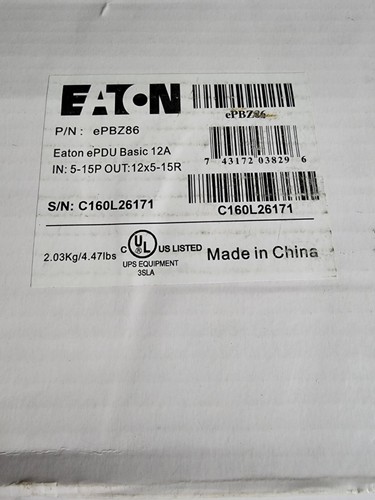 EATON
ePBZ86
P/N : ePBZ86
Eaton ePDU Basic 12A
IN: 5-15P OUT:12x5-15R
7 43172 03829 6
S/N: C160L26171
C160L26171
2.03Kg/4.47lbs
C UL US LISTED
UPS EQUIPMENT
3SLA
Made in China